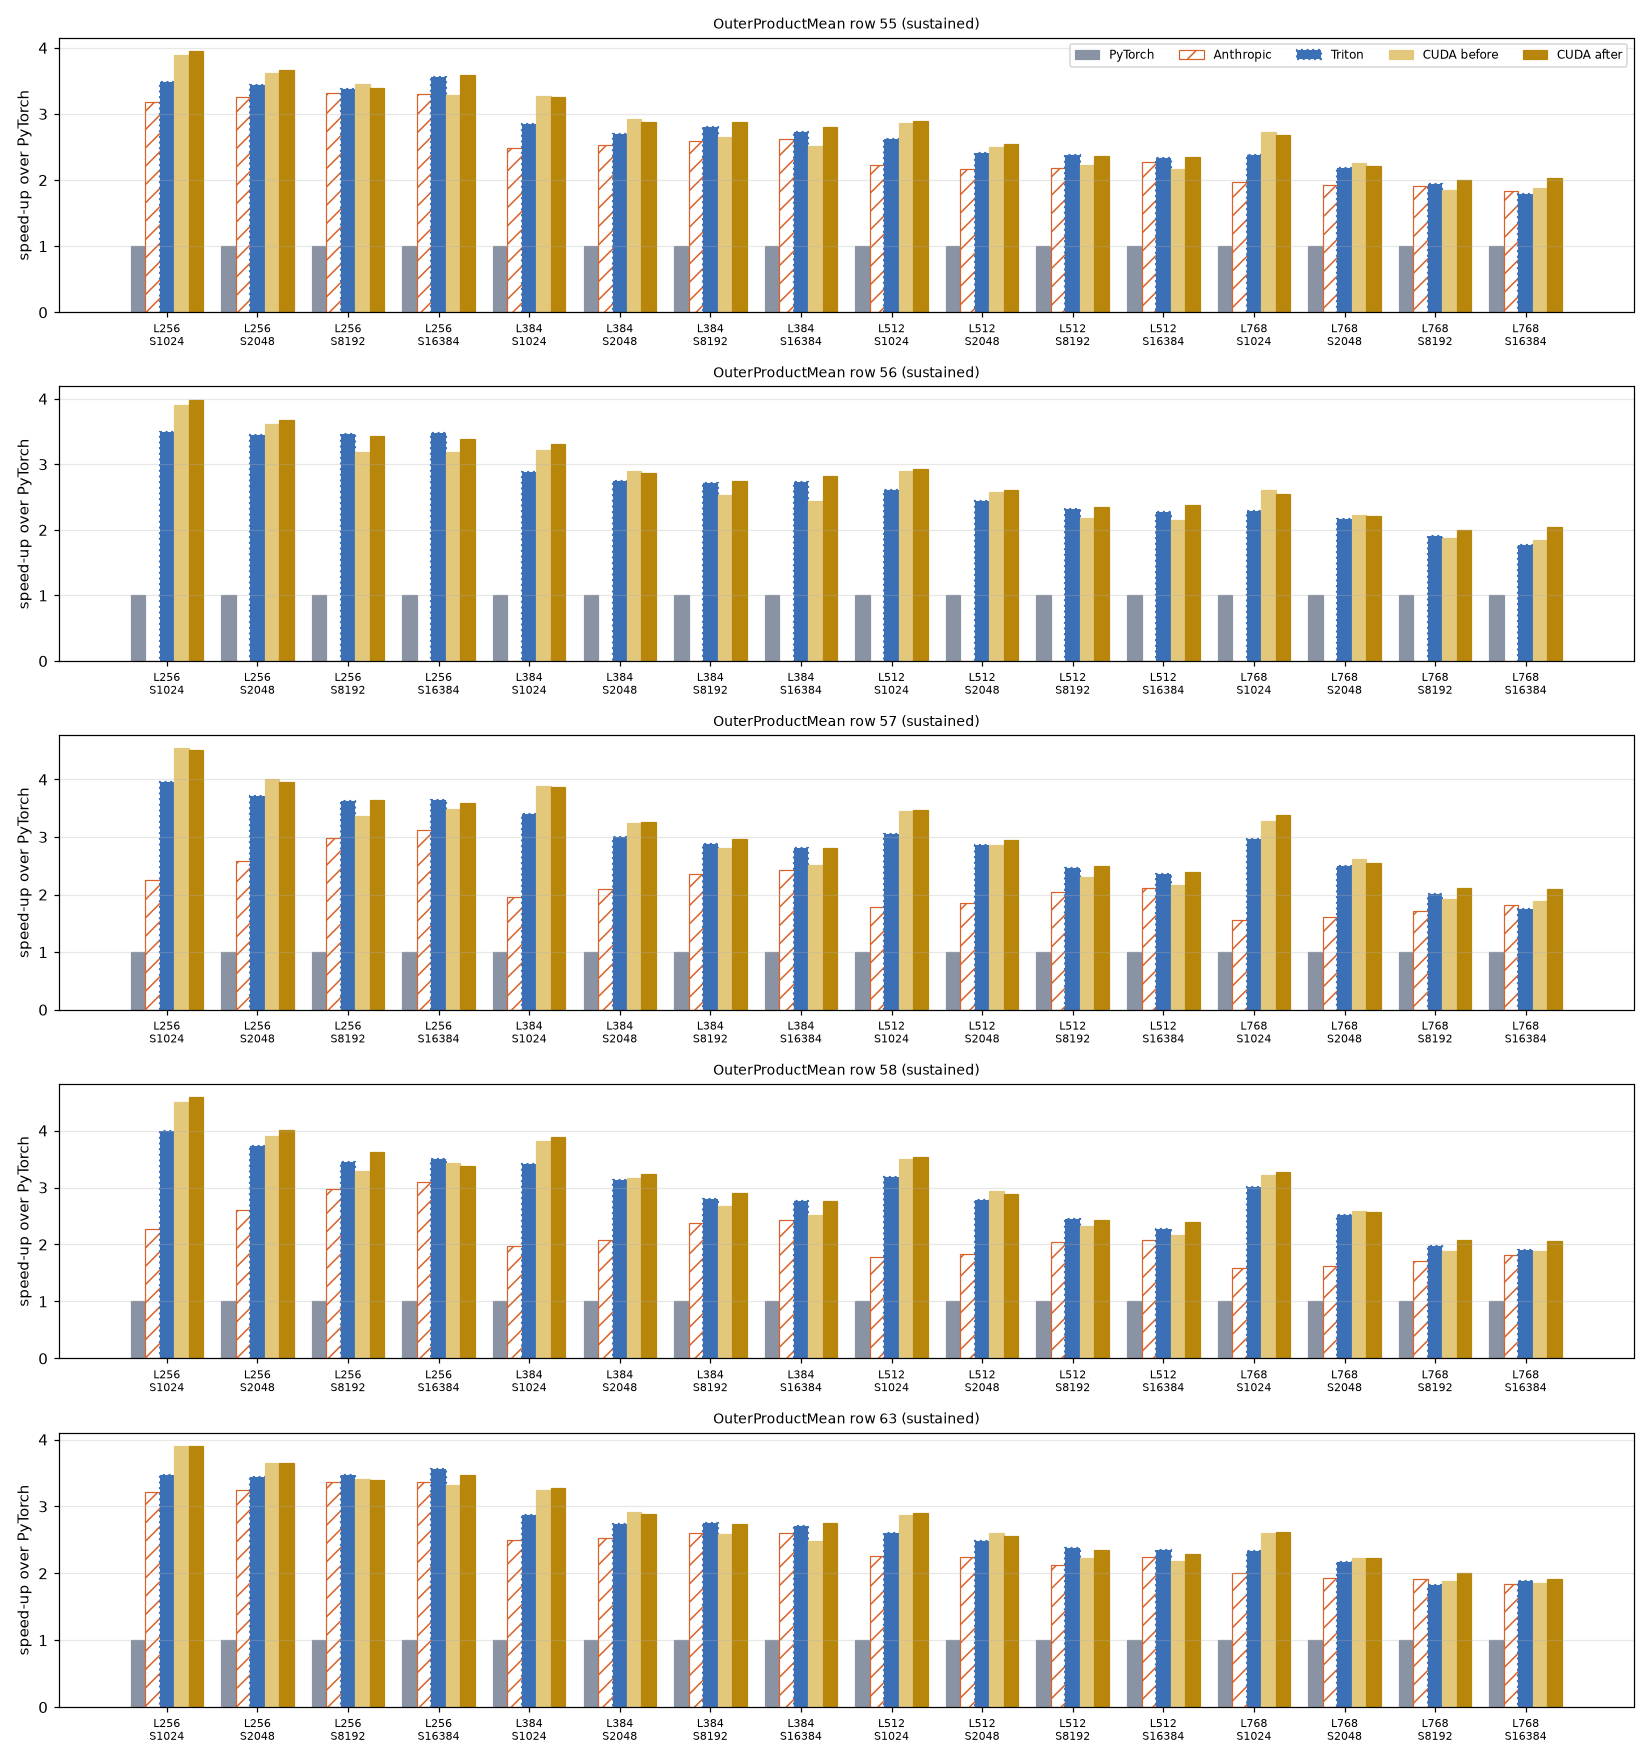 OuterProductMean row 55 (sustained)
PyTorch Anthropic Triton CUDA before CUDA after
speed-up over PyTorch
4
3
2
1
0
L256 L256 L256 L256 L384 L384 L384 L384 L512 L512 L512 L512 L768 L768 L768 L768
S1024 S2048 S8192 S16384 S1024 S2048 S8192 S16384 S1024 S2048 S8192 S16384 S1024 S2048 S8192 S16384
OuterProductMean row 56 (sustained)
speed-up over PyTorch
4
3
2
1
0
L256 L256 L256 L256 L384 L384 L384 L384 L512 L512 L512 L512 L768 L768 L768 L768
S1024 S2048 S8192 S16384 S1024 S2048 S8192 S16384 S1024 S2048 S8192 S16384 S1024 S2048 S8192 S16384
OuterProductMean row 57 (sustained)
speed-up over PyTorch
4
3
2
1
0
L256 L256 L256 L256 L384 L384 L384 L384 L512 L512 L512 L512 L768 L768 L768 L768
S1024 S2048 S8192 S16384 S1024 S2048 S8192 S16384 S1024 S2048 S8192 S16384 S1024 S2048 S8192 S16384
OuterProductMean row 58 (sustained)
speed-up over PyTorch
4
3
2
1
0
L256 L256 L256 L256 L384 L384 L384 L384 L512 L512 L512 L512 L768 L768 L768 L768
S1024 S2048 S8192 S16384 S1024 S2048 S8192 S16384 S1024 S2048 S8192 S16384 S1024 S2048 S8192 S16384
OuterProductMean row 63 (sustained)
speed-up over PyTorch
4
3
2
1
0
L256 L256 L256 L256 L384 L384 L384 L384 L512 L512 L512 L512 L768 L768 L768 L768
S1024 S2048 S8192 S16384 S1024 S2048 S8192 S16384 S1024 S2048 S8192 S16384 S1024 S2048 S8192 S16384